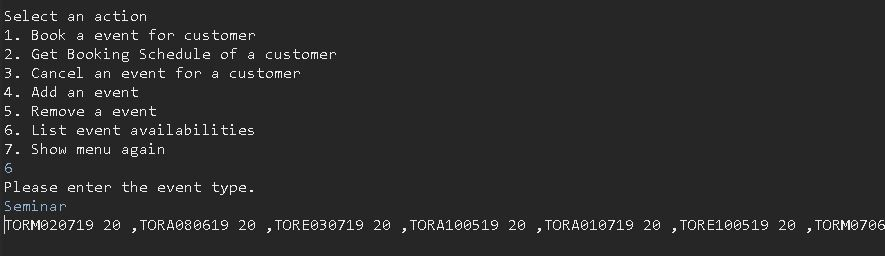 Select an action
1. Book a event for customer
2. Get Booking Schedule of a customer
3. Cancel an event for a customer
4. Add an event
5. Remove a event
6. List event availabilities
7. Show menu again
6
Please enter the event type.
Seminar
TORM020719 20 ,TORA080619 20 ,TORE030719 20 ,TORA100519 20 ,TORA010719 20 ,TORE100519 20 ,TORM0706